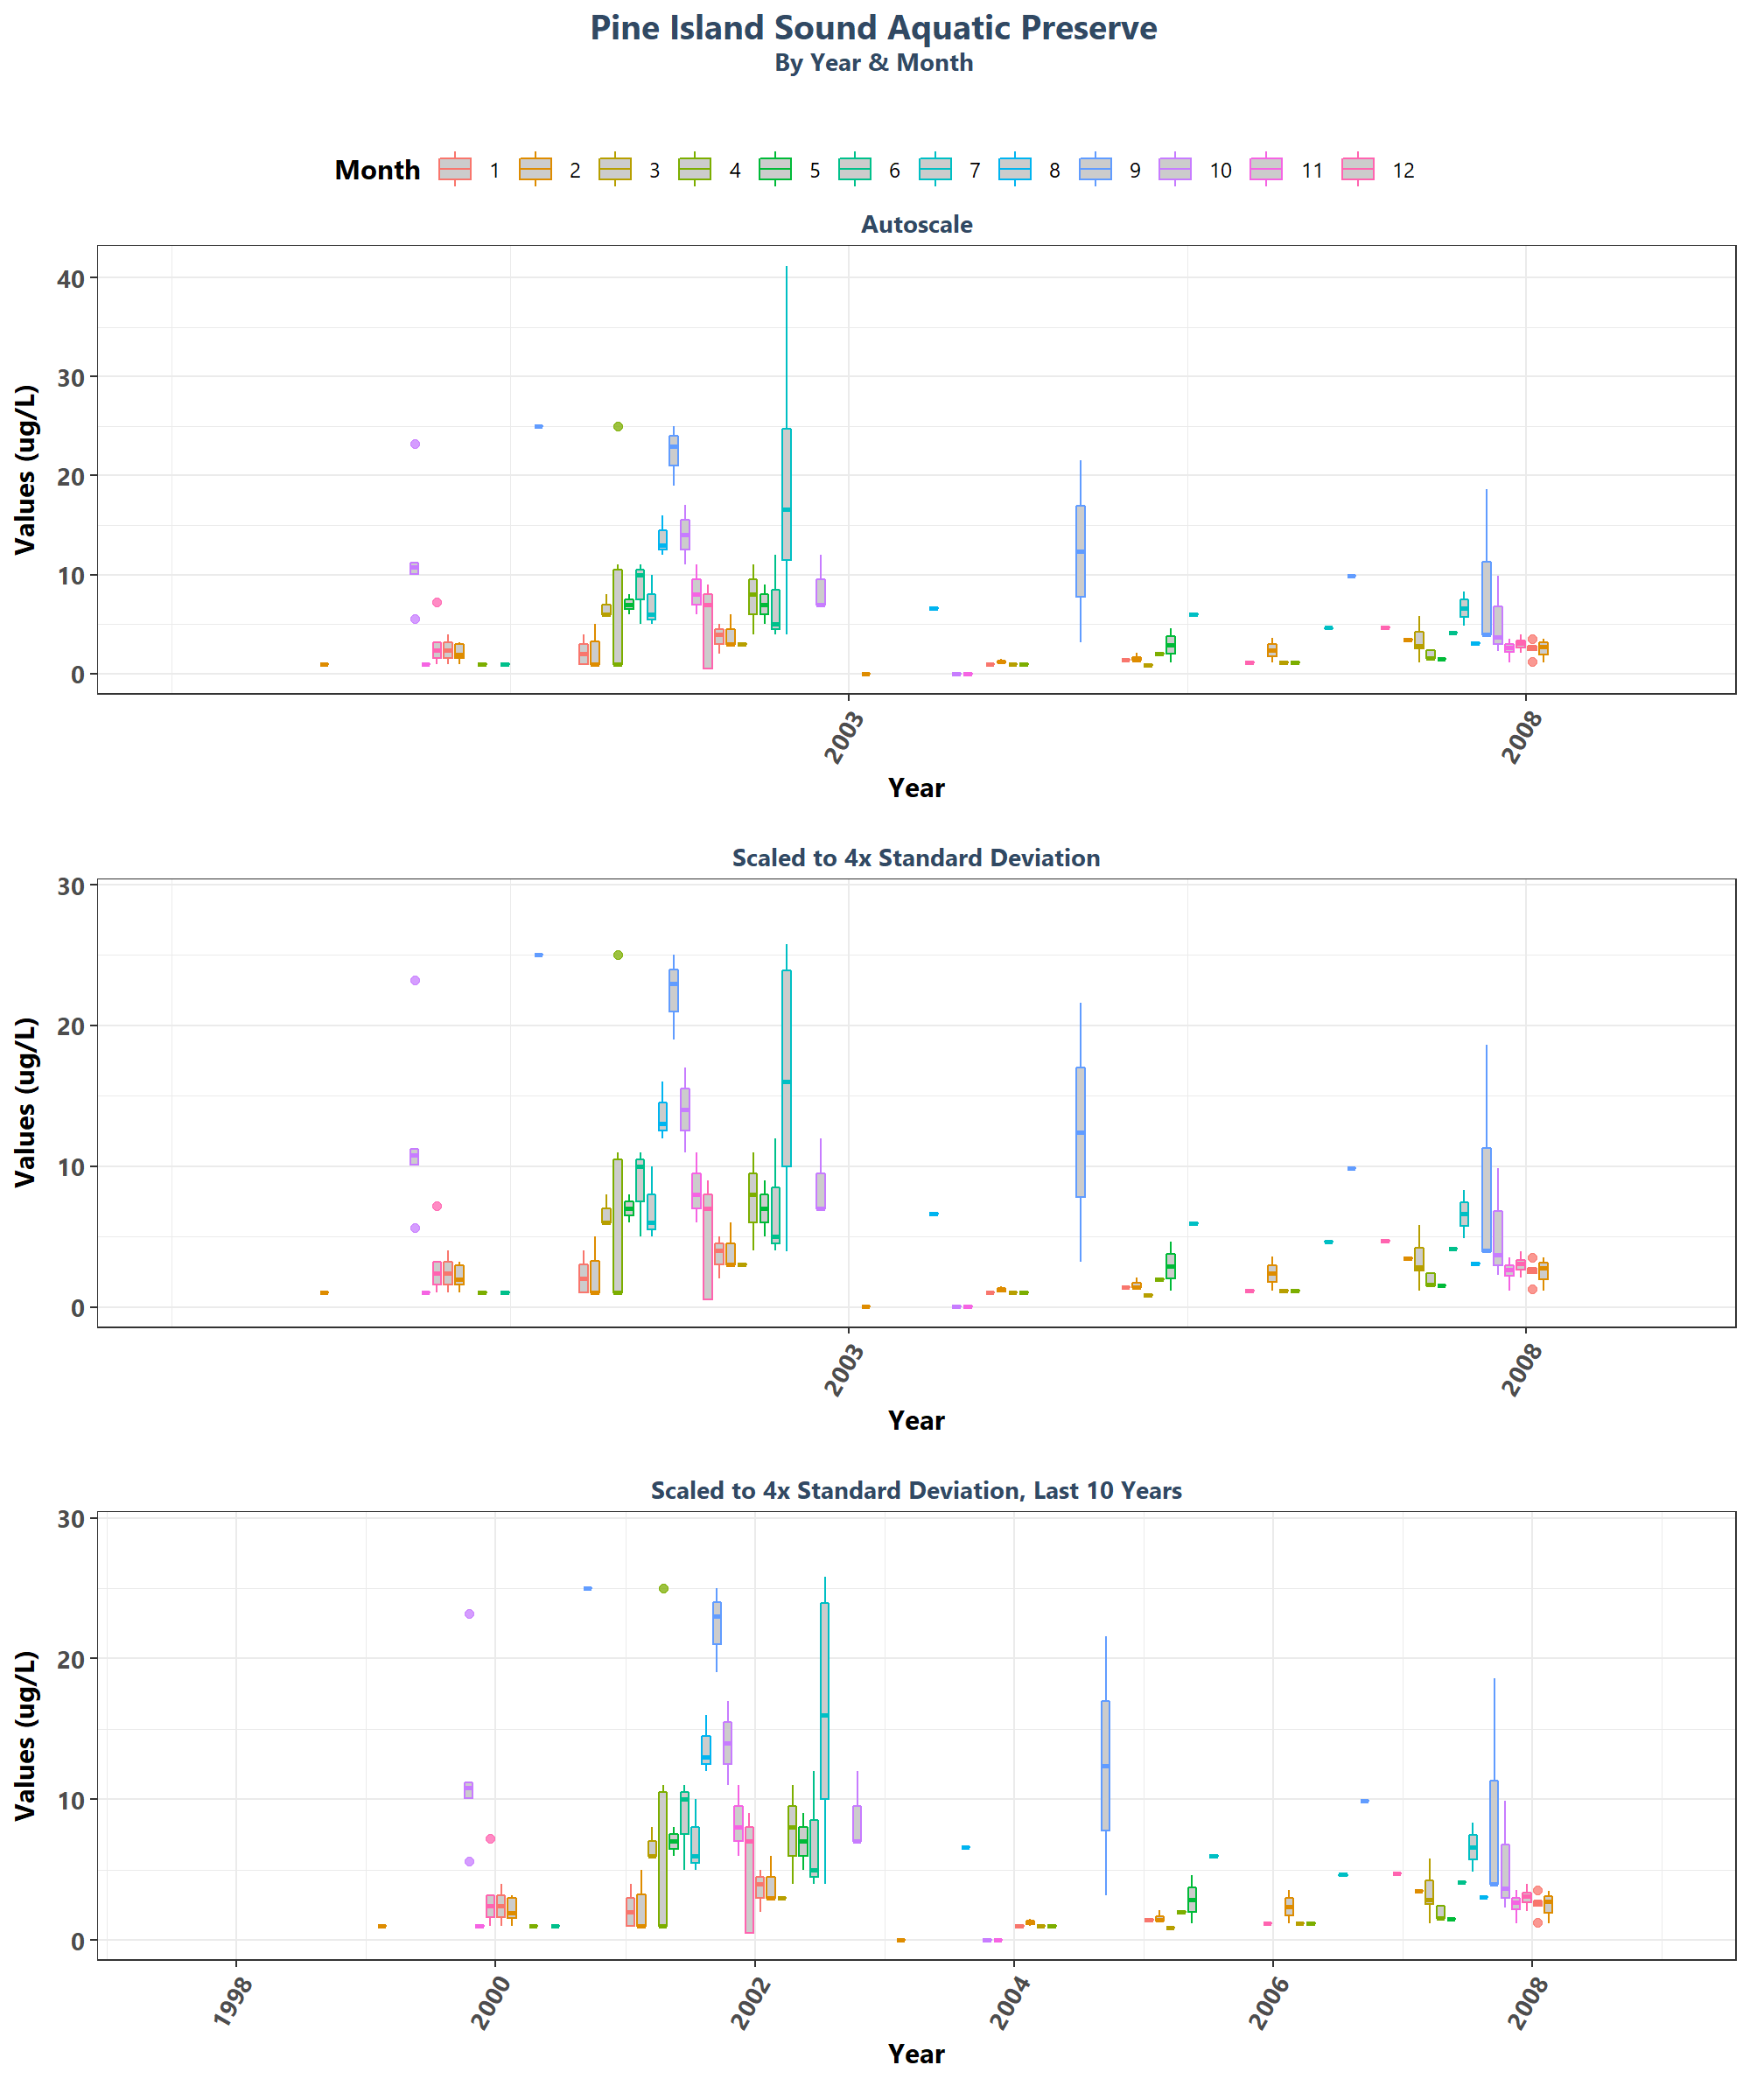 Pine Island Sound Aquatic Preserve
By Year & Month
Month 1 2 3 4 5 6 7 8 9 10 11 12
Autoscale
Values (ug/L)
40
30
20
10
0
2003 2008
Year
Scaled to 4x Standard Deviation
Values (ug/L)
30
20
10
0
2003 2008
Year
Scaled to 4x Standard Deviation, Last 10 Years
Values (ug/L)
30
20
10
0
1998 2000 2002 2004 2006 2008
Year